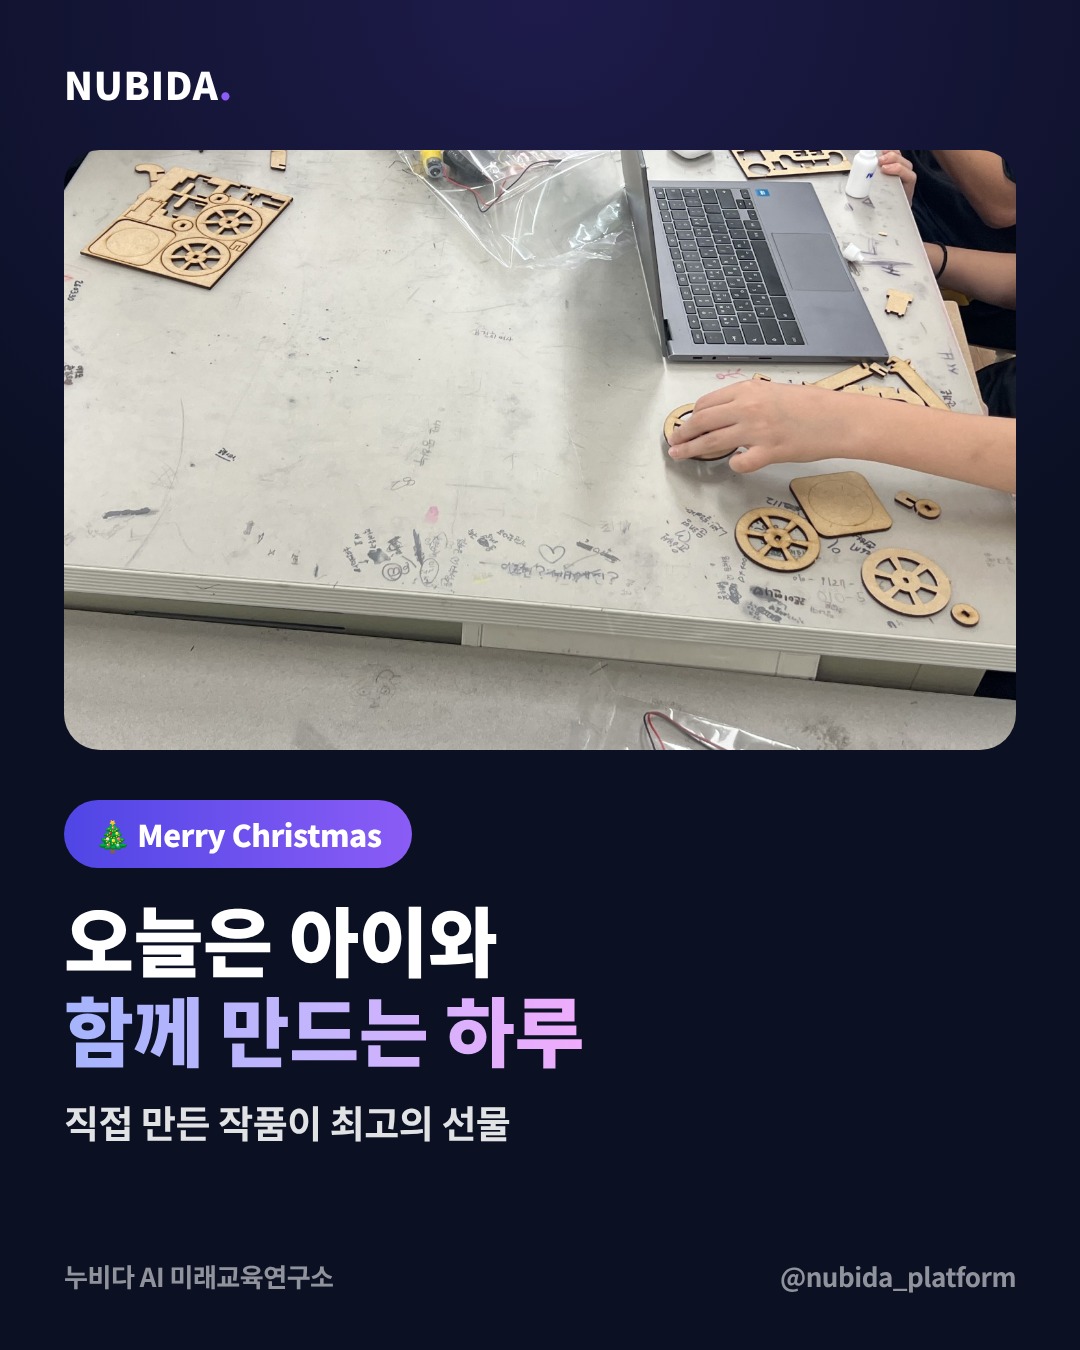 NUBIDA.
🎄 Merry Christmas
오늘은 아이와
함께 만드는 하루
직접 만든 작품이 최고의 선물
누비다 AI 미래교육연구소
@nubida_platform